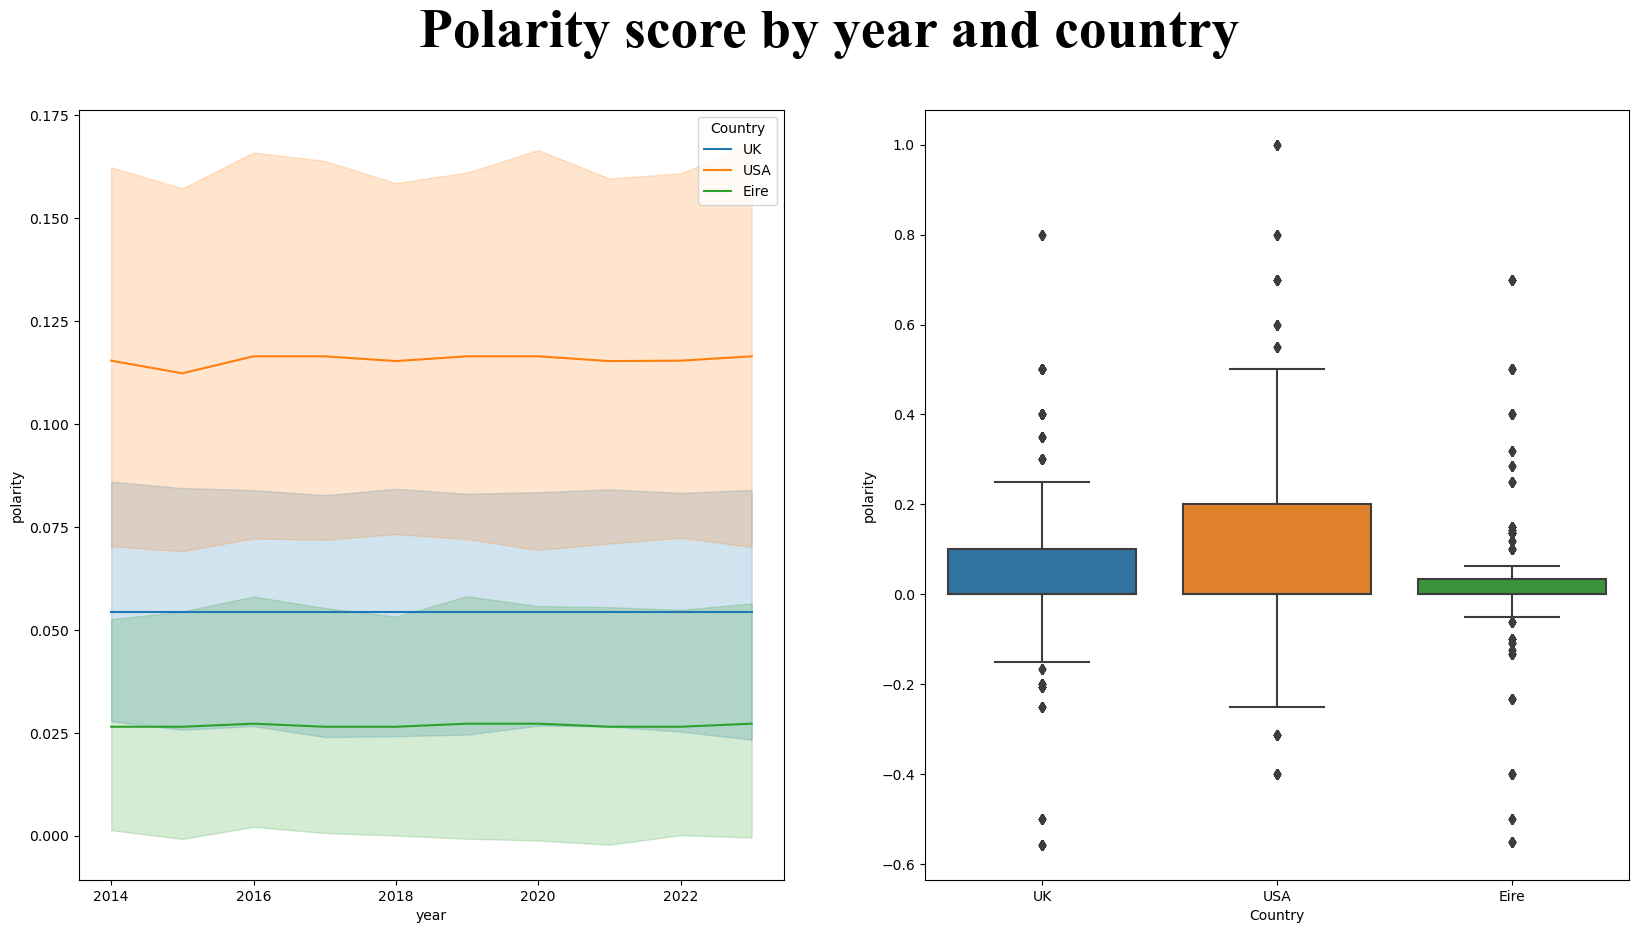 Polarity score by year and country
0.175
0.150
0.125
0.100
0.075
0.050
0.025
0.000
polarity
2014 2016 2018 2020 2022
year
Country
UK
USA
Eire
1.0
0.8
0.6
0.4
0.2
0.0
−0.2
−0.4
−0.6
polarity
UK USA Eire
Country